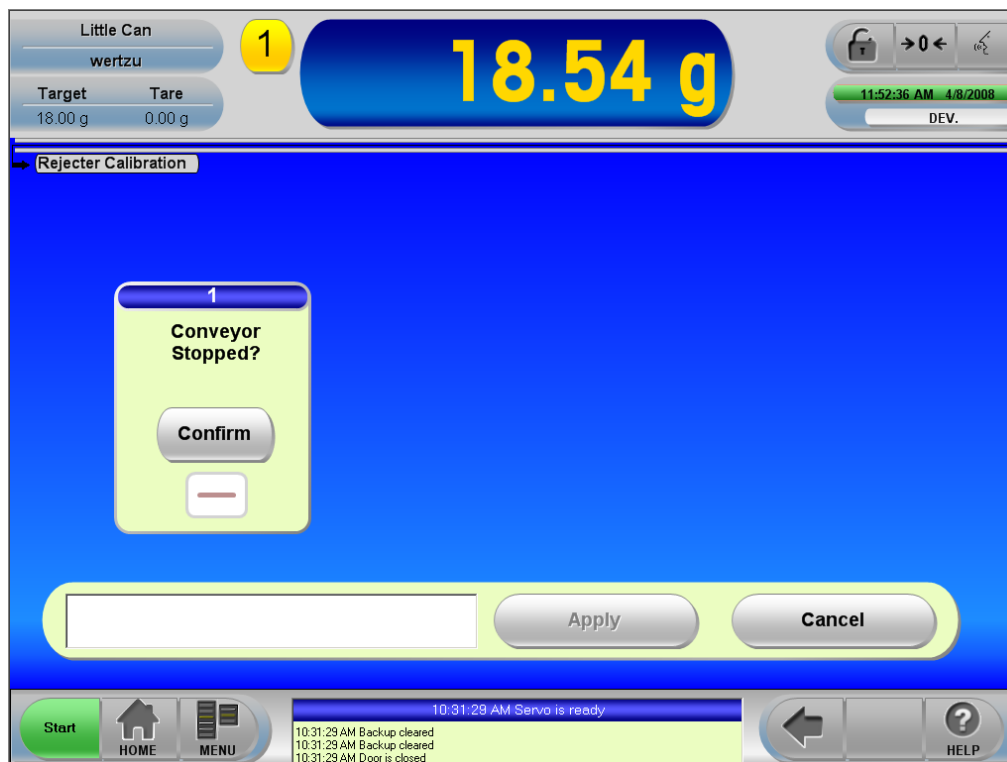 Little Can
wertzu
Target Tare
18.00 g 0.00 g
1
18.54 g
→0←
11:52:36 AM 4/8/2008
DEV.
Rejecter Calibration
1
Conveyor
Stopped?
Confirm
Apply
Cancel
Start
HOME
MENU
10:31:29 AM Servo is ready
10:31:29 AM Backup cleared
10:31:29 AM Backup cleared
10:31:29 AM Door is closed
?
HELP